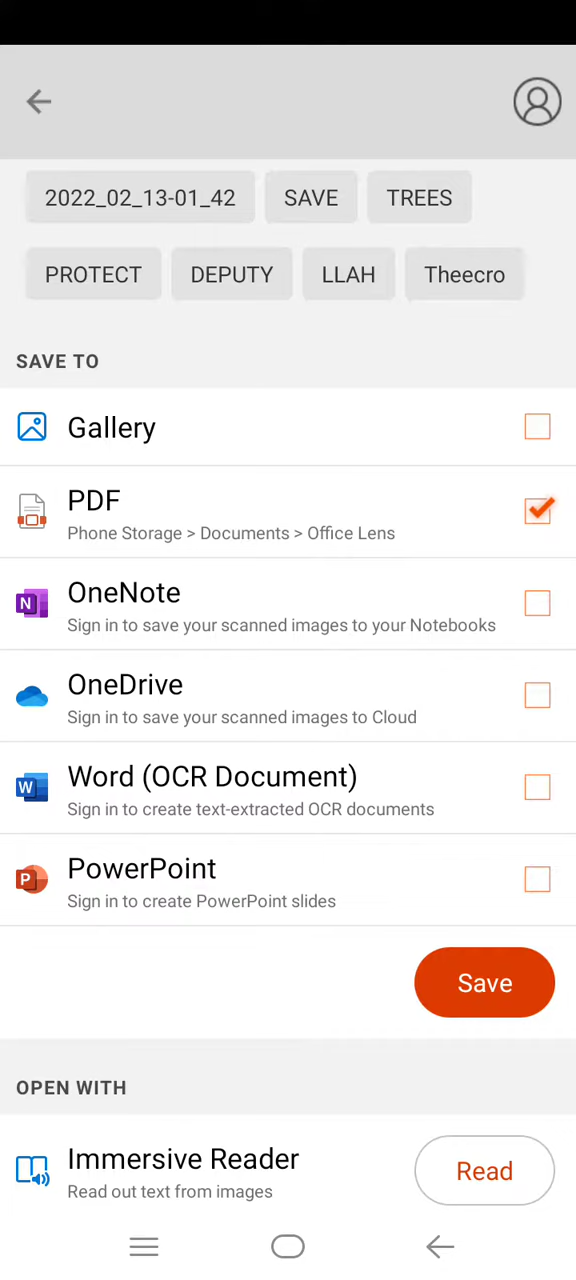 2022_02_13-01_42 SAVE TREES
PROTECT DEPUTY LLAH Theecro
SAVE TO
Gallery
PDF
Phone Storage > Documents > Office Lens
N OneNote
Sign in to save your scanned images to your Notebooks
OneDrive
Sign in to save your scanned images to Cloud
W Word (OCR Document)
Sign in to create text-extracted OCR documents
P PowerPoint
Sign in to create PowerPoint slides
Save
OPEN WITH
Immersive Reader
Read out text from images
Read